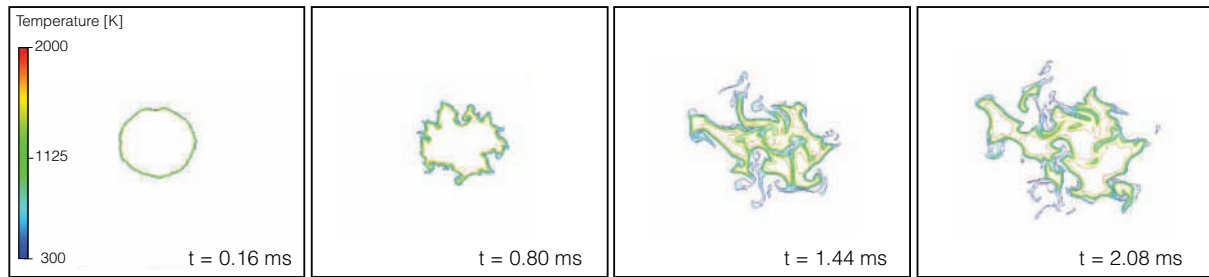 Temperature [K]
2000
1125
300
t = 0.16 ms
t = 0.80 ms
t = 1.44 ms
t = 2.08 ms